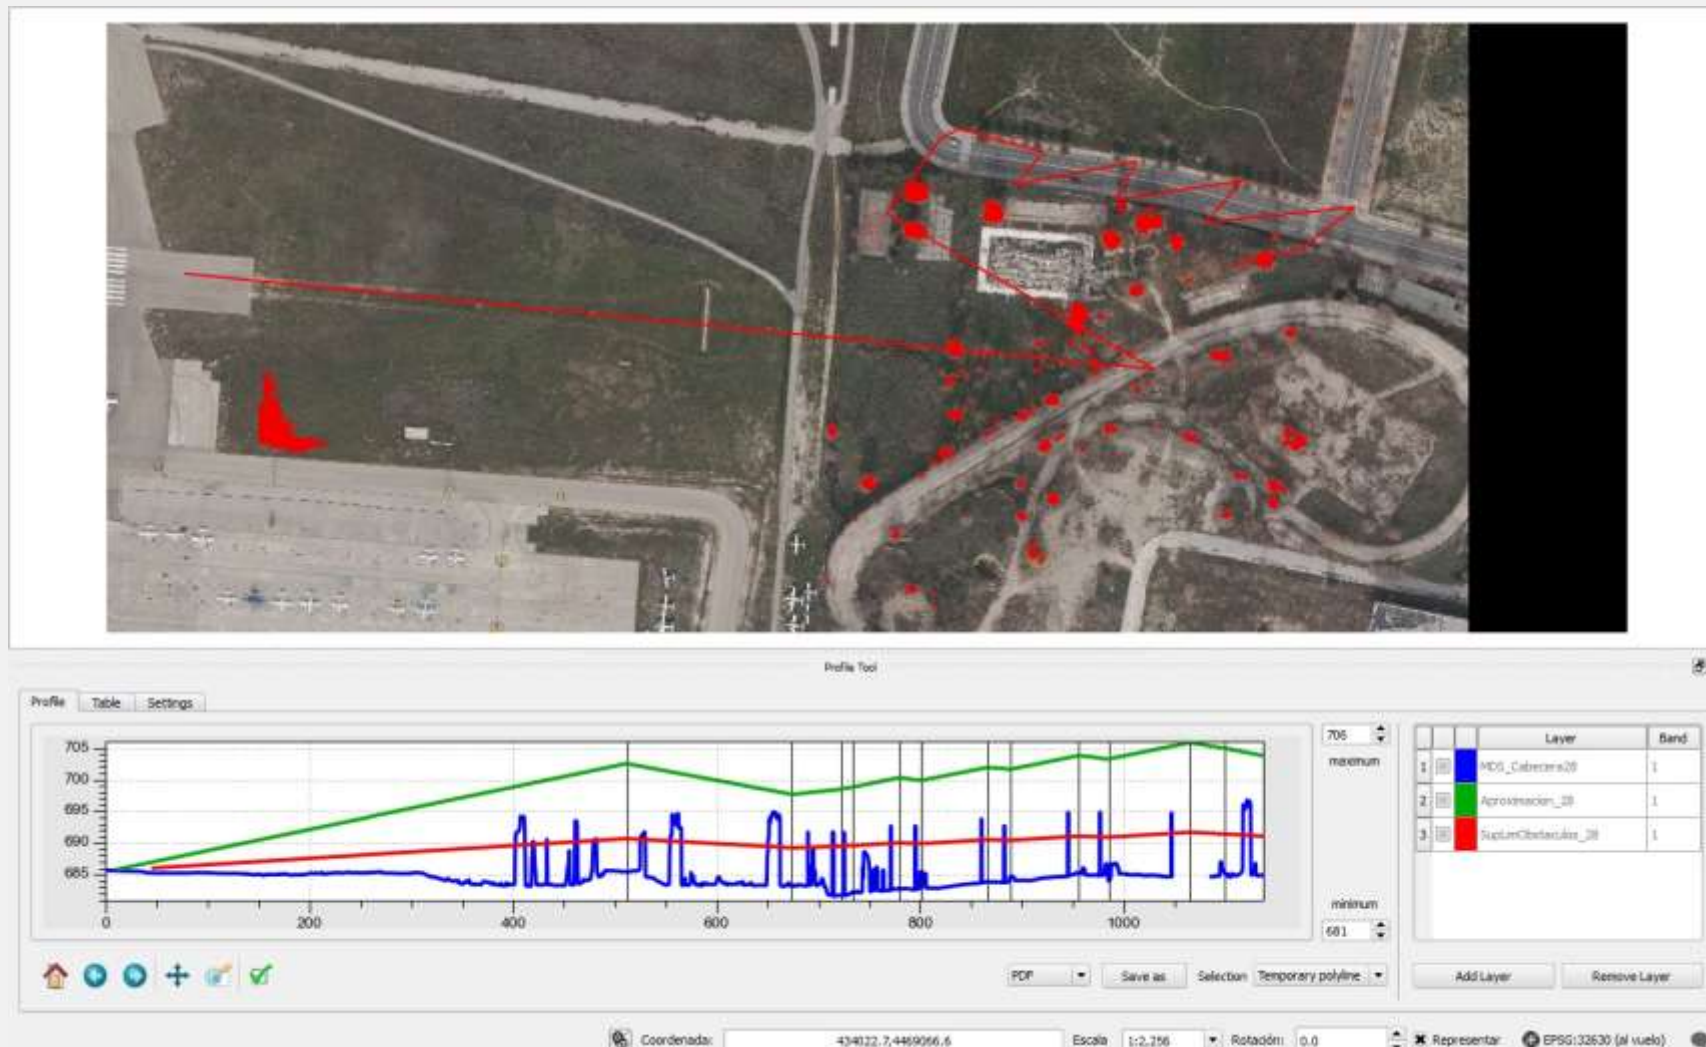 Profile Tool
Profile Table Settings
705
700
695
690
685
0 200 400 600 800 1000
706
maximum
minimum
681
Layer Band
1 MDS_Cabecera28 1
2 Aproximacion_28 1
3 SupLimObstaculos_28 1
PDF Save as Selection Temporary polyline Add Layer Remove Layer
Coordenada: 434022.7,4469066.6 Escala 1:2.256 Rotación: 0.0 Representar EPSG:32630 (al vuelo)